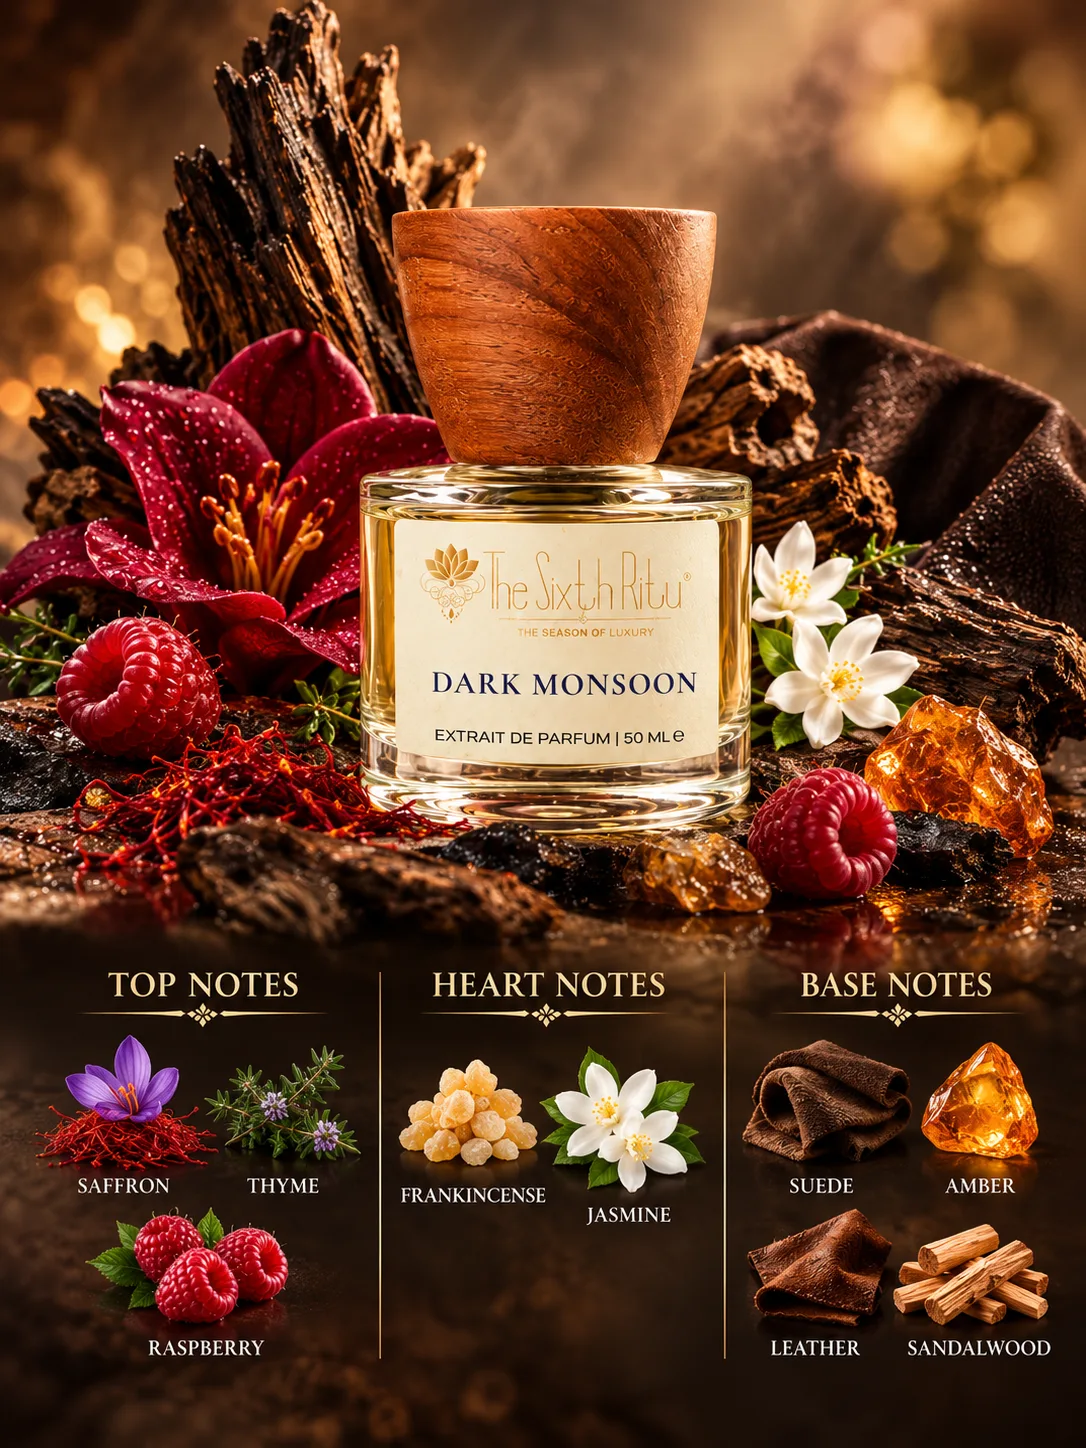 The Sixth Ritu®
THE SEASON OF LUXURY
DARK MONSOON
EXTRAIT DE PARFUM | 50 ML ℮
TOP NOTES
SAFFRON
THYME
RASPBERRY
HEART NOTES
FRANKINCENSE
JASMINE
BASE NOTES
SUEDE
AMBER
LEATHER
SANDALWOOD